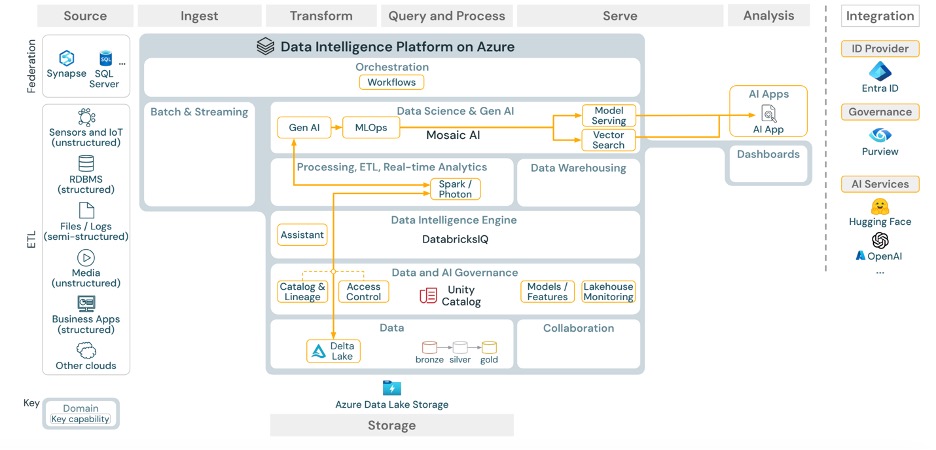 Source
Ingest
Transform
Query and Process
Serve
Analysis
Integration
Federation
Synapse
SQL
SQL
Server
...
Data Intelligence Platform on Azure
Orchestration
Workflows
Batch & Streaming
Data Science & Gen AI
Gen AI
MLOps
Mosaic AI
Model
Serving
Vector
Search
AI Apps
AI App
Dashboards
ID Provider
Entra ID
Governance
Purview
AI Services
Hugging Face
OpenAI
...
ETL
Sensors and IoT
(unstructured)
RDBMS
(structured)
Files / Logs
(semi-structured)
Media
(unstructured)
Business Apps
(structured)
Other clouds
Processing, ETL, Real-time Analytics
Spark /
Photon
Data Warehousing
Data Intelligence Engine
Assistant
DatabricksIQ
Data and AI Governance
Catalog &
Lineage
Access
Control
Unity
Catalog
Models /
Features
Lakehouse
Monitoring
Data
Delta
Lake
bronze
silver
gold
Collaboration
Key
Domain
Key capability
Azure Data Lake Storage
Storage